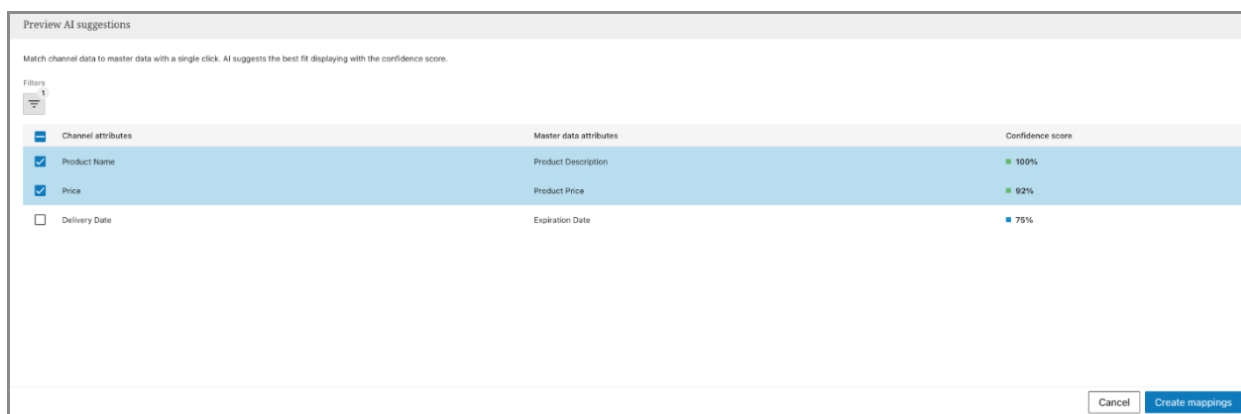 Preview AI suggestions
Match channel data to master data with a single click. AI suggests the best fit displaying with the confidence score.
Filters
1
Channel attributes Master data attributes Confidence score
Product Name Product Description 100%
Price Product Price 92%
Delivery Date Expiration Date 75%
Cancel Create mappings